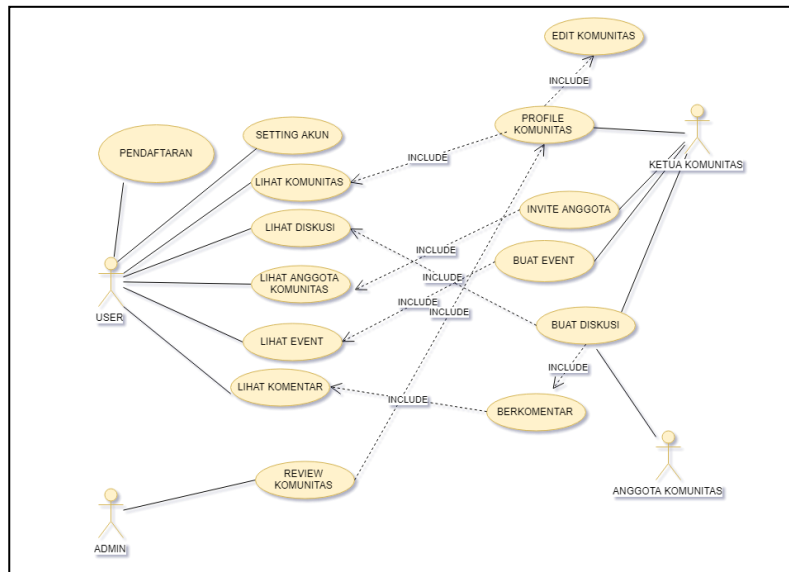 EDIT KOMUNITAS
INCLUDE
PROFILE
KOMUNITAS
KETUA KOMUNITAS
SETTING AKUN
PENDAFTARAN
INCLUDE
LIHAT KOMUNITAS
INVITE ANGGOTA
LIHAT DISKUSI
INCLUDE
BUAT EVENT
INCLUDE
LIHAT ANGGOTA
KOMUNITAS
INCLUDE
INCLUDE
USER
BUAT DISKUSI
LIHAT EVENT
INCLUDE
LIHAT KOMENTAR
INCLUDE
BERKOMENTAR
REVIEW
KOMUNITAS
ANGGOTA KOMUNITAS
ADMIN